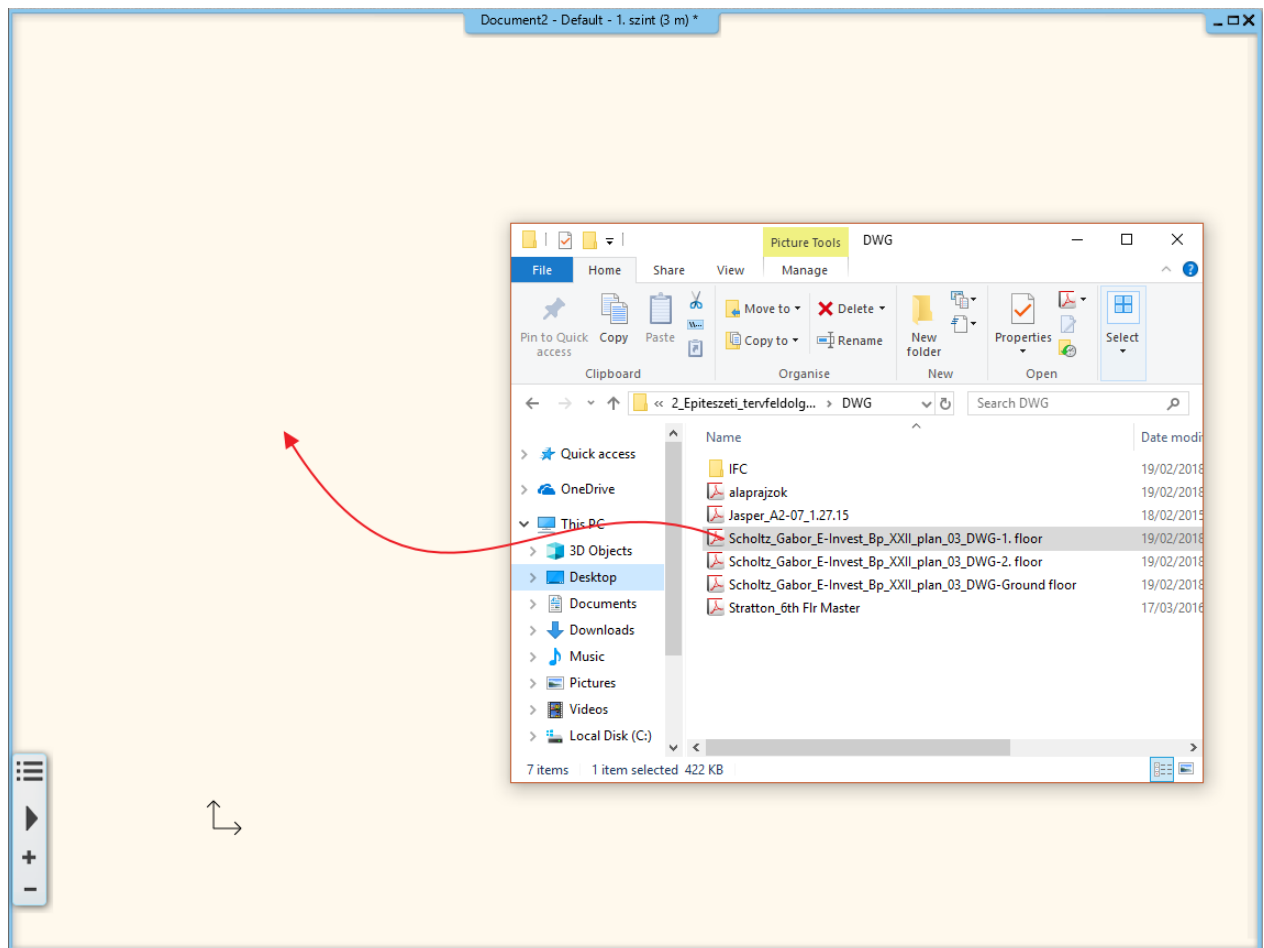 Document2 - Default - 1. szint (3 m) *
Picture Tools DWG
File Home Share View Manage
Pin to Quick access Copy Paste
Move to Delete
Copy to Rename
New folder
Properties
Select
Clipboard Organise New Open
« 2_Epiteszeti_tervfeldolg... › DWG Search DWG
Name Date modi
Quick access
OneDrive
This PC
3D Objects
Desktop
Documents
Downloads
Music
Pictures
Videos
Local Disk (C:)
IFC 19/02/2018
alaprajzok 19/02/2018
Jasper_A2-07_1.27.15 18/02/2015
Scholtz_Gabor_E-Invest_Bp_XXII_plan_03_DWG-1. floor 19/02/2018
Scholtz_Gabor_E-Invest_Bp_XXII_plan_03_DWG-2. floor 19/02/2018
Scholtz_Gabor_E-Invest_Bp_XXII_plan_03_DWG-Ground floor 19/02/2018
Stratton_6th Flr Master 17/03/2016
7 items 1 item selected 422 KB